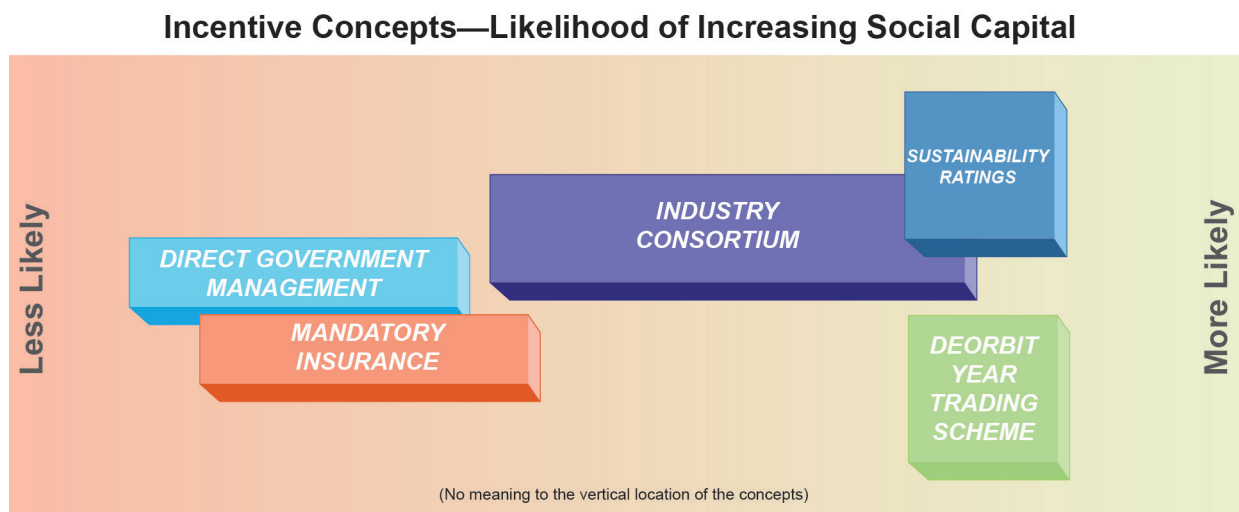 Incentive Concepts—Likelihood of Increasing Social Capital
Less Likely
DIRECT GOVERNMENT
MANAGEMENT
MANDATORY
INSURANCE
INDUSTRY
CONSORTIUM
SUSTAINABILITY
RATINGS
DEORBIT
YEAR
TRADING
SCHEME
More Likely
(No meaning to the vertical location of the concepts)